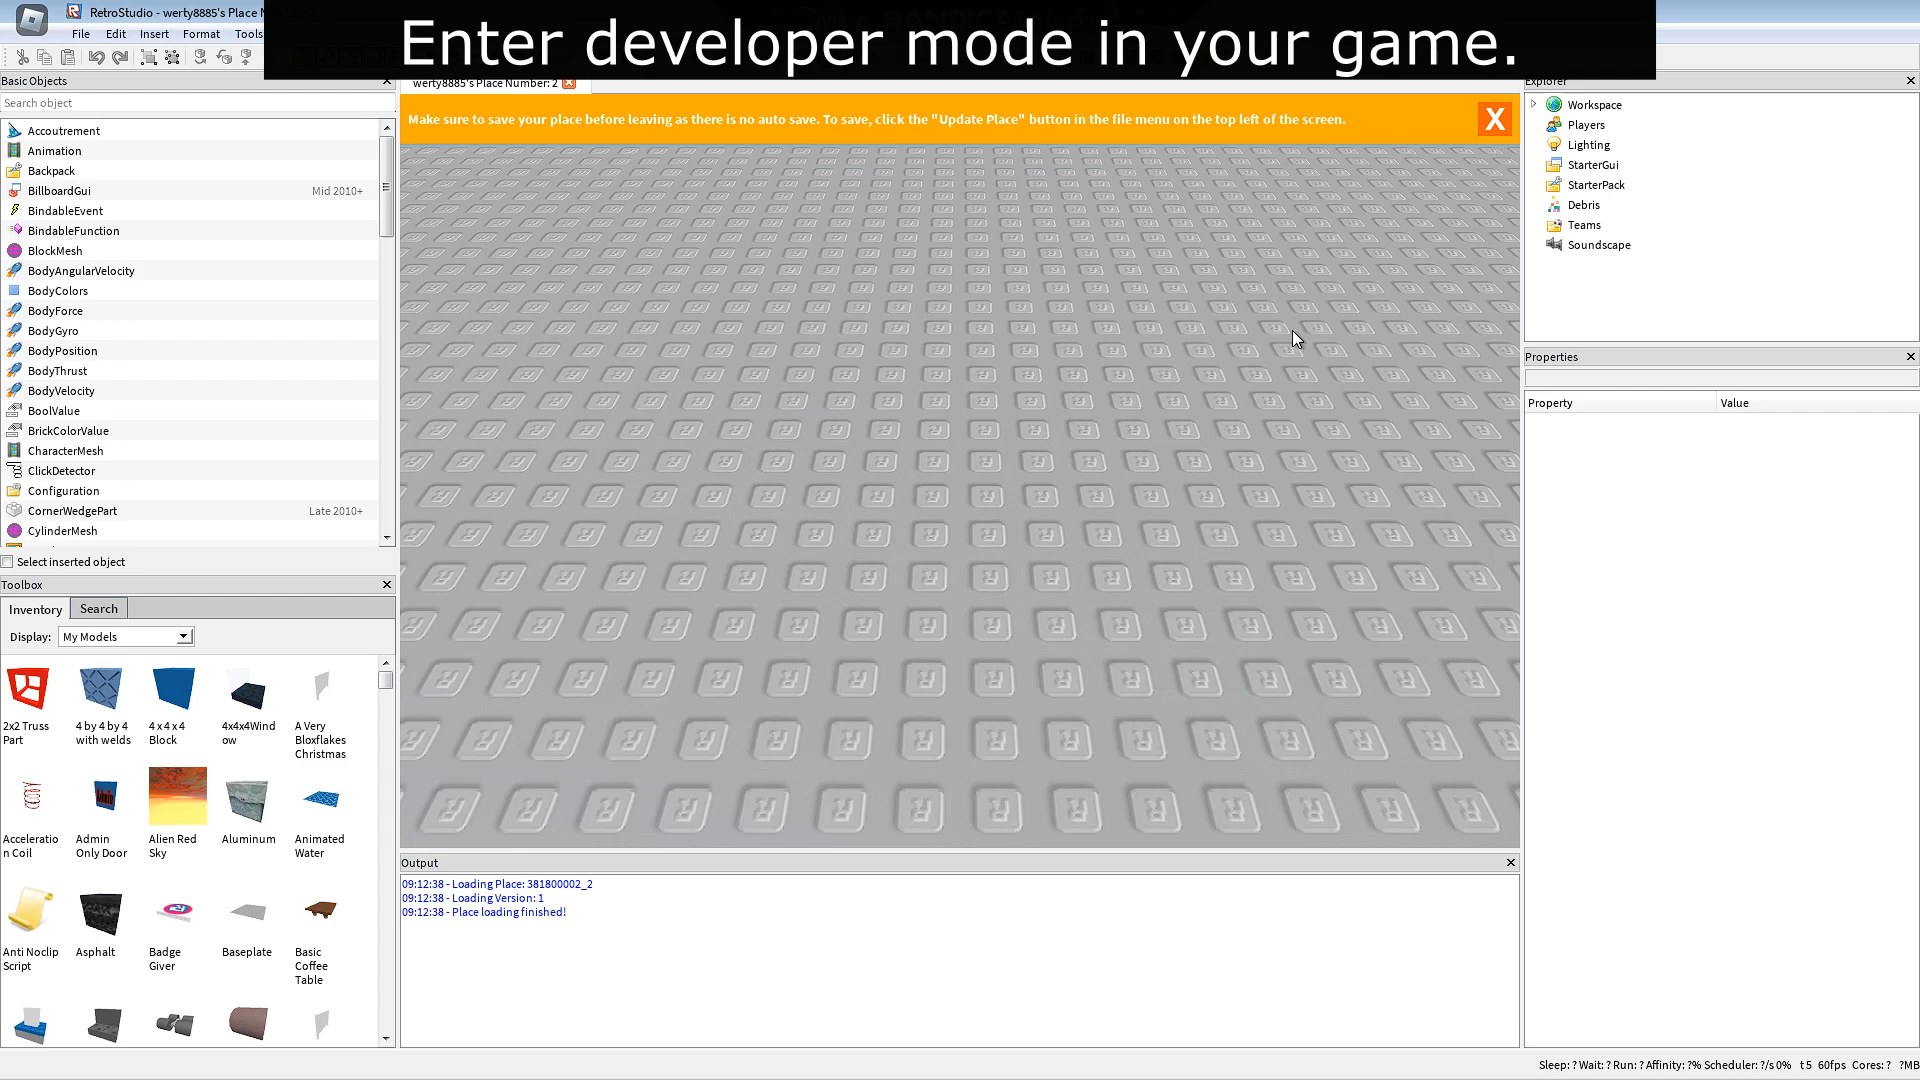 RetroStudio - werty8885's Place N
Enter developer mode in your game.
File Edit Insert Format Tools
Basic Objects
Search object
Accoutrement
Animation
Backpack
BillboardGui Mid 2010+
BindableEvent
BindableFunction
BlockMesh
BodyAngularVelocity
BodyColors
BodyForce
BodyGyro
BodyPosition
BodyThrust
BodyVelocity
BoolValue
BrickColorValue
CharacterMesh
ClickDetector
Configuration
CornerWedgePart Late 2010+
CylinderMesh
Select inserted object
Toolbox
Inventory Search
Display: My Models
2x2 Truss
Part
4 by 4 by 4
with welds
4 x 4 x 4
Block
4x4x4Wind
ow
A Very
Bloxflakes
Christmas
Acceleratio
n Coil
Admin
Only Door
Alien Red
Sky
Aluminum
Animated
Water
Anti Noclip
Script
Asphalt
Badge
Giver
Baseplate
Basic
Coffee
Table
werty8885's Place Number: 2
Make sure to save your place before leaving as there is no auto save. To save, click the "Update Place" button in the file menu on the top left of the screen.
X
Output
09:12:38 - Loading Place: 381800002_2
09:12:38 - Loading Version: 1
09:12:38 - Place loading finished!
Explorer
Workspace
Players
Lighting
StarterGui
StarterPack
Debris
Teams
Soundscape
Properties
Property Value
Sleep: ? Wait: ? Run: ? Affinity: ?% Scheduler: ?/s 0% t 5 60fps Cores: ? ?MB